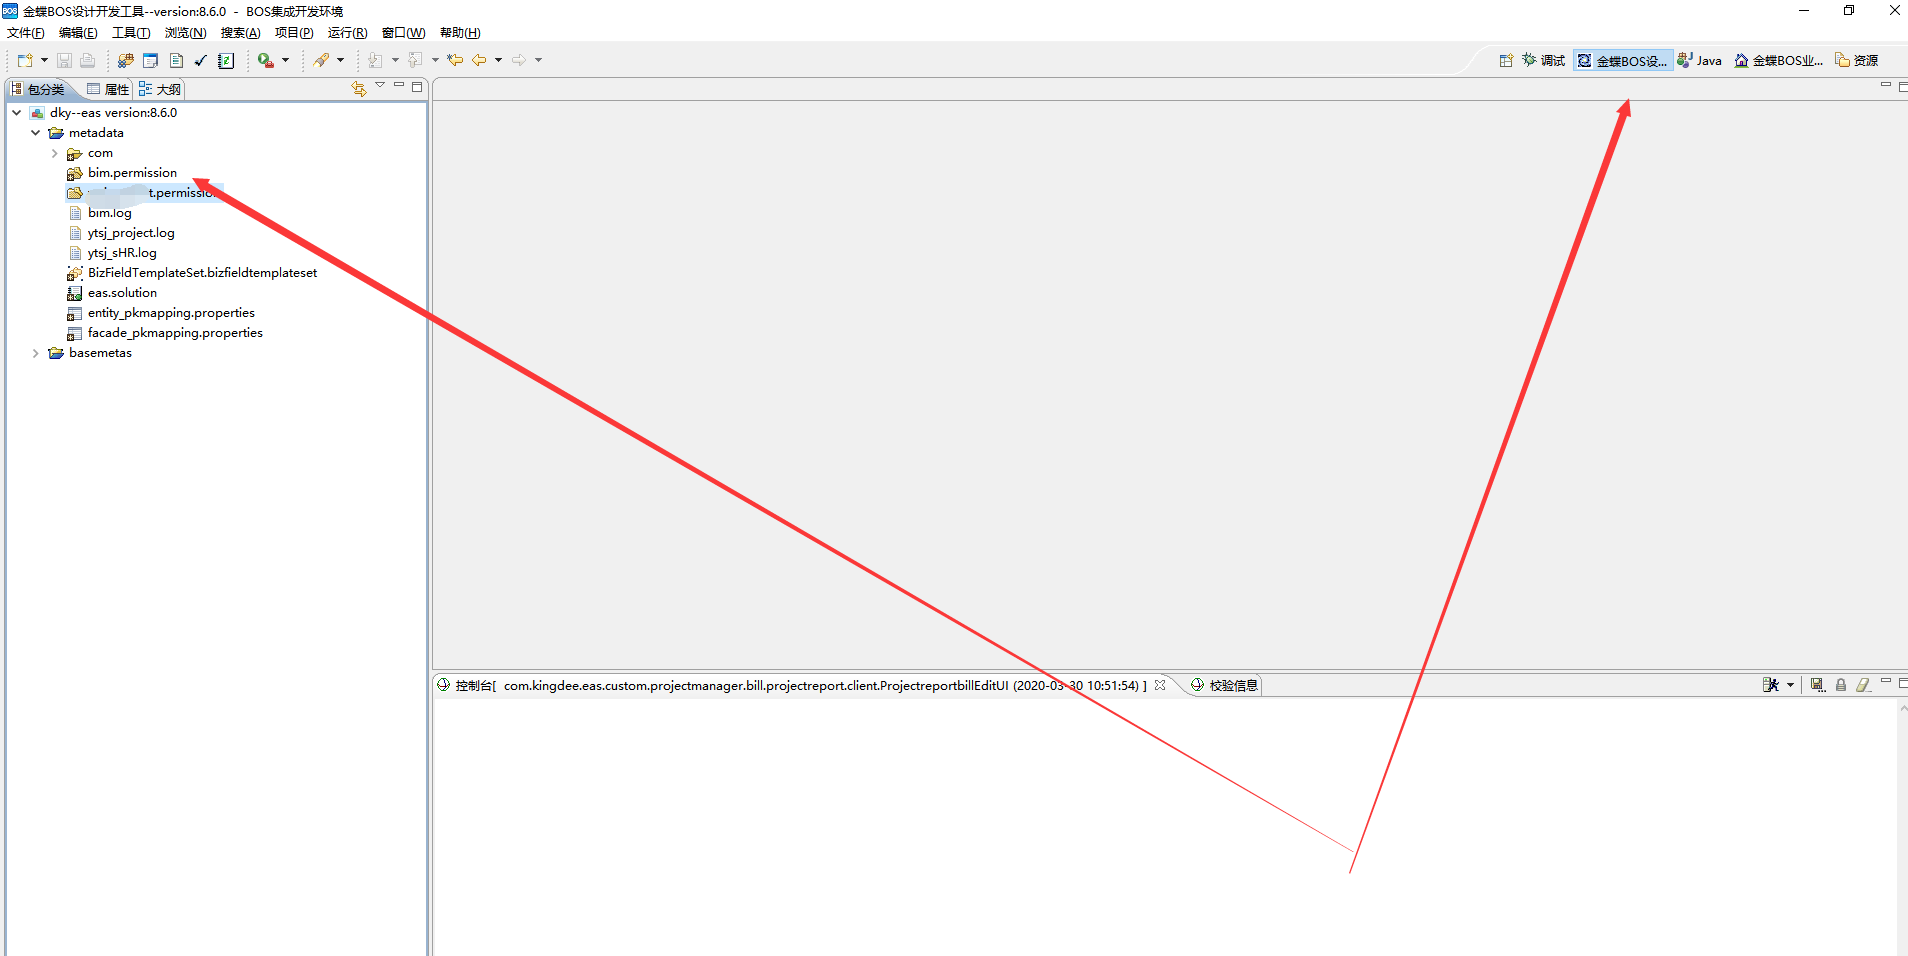 金蝶BOS设计开发工具--version:8.6.0 - BOS集成开发环境
文件(F) 编辑(E) 工具(T) 浏览(N) 搜索(A) 项目(P) 运行(R) 窗口(W) 帮助(H)
调试 金蝶BOS设... Java 金蝶BOS业... 资源
包分类 属性 大纲
dky--eas version:8.6.0
metadata
com
bim.permission
t.permission
bim.log
ytsj_project.log
ytsj_sHR.log
BizFieldTemplateSet.bizfieldtemplateset
eas.solution
entity_pkmapping.properties
facade_pkmapping.properties
basemetas
控制台[ com.kingdee.eas.custom.projectmanager.bill.projectreport.client.ProjectreportbillEditUI (2020-03-30 10:51:54) ] 校验信息